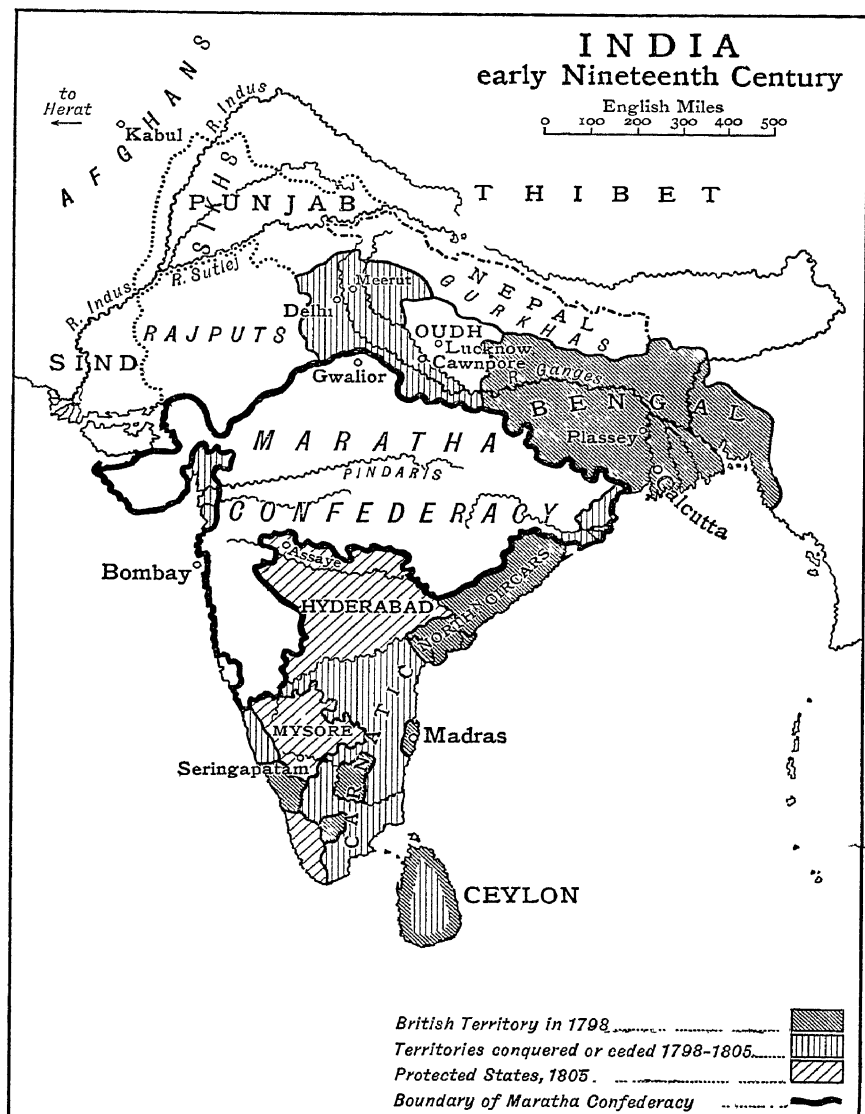 INDIA
early Nineteenth Century
English Miles
0 100 200 300 400 500
to
Herat
AFGHANS
Kabul
R. Indus
PUNJAB
SIKHS
THIBET
R. Indus
R. Sutlej
Meerut
Delhi
NEPAL
GURKHAS
RAJPUTS
OUDH
Lucknow
Cawnpore
SIND
Gwalior
R. Ganges
BENGAL
Plassey
MARATHA
PINDARIS
CONFEDERACY
Calcutta
Assaye
Bombay
HYDERABAD
NORTHN CIRCARS
CARNATIC
MYSORE
Madras
Seringapatam
CEYLON
British Territory in 1798
Territories conquered or ceded 1798-1805
Protected States, 1805
Boundary of Maratha Confederacy